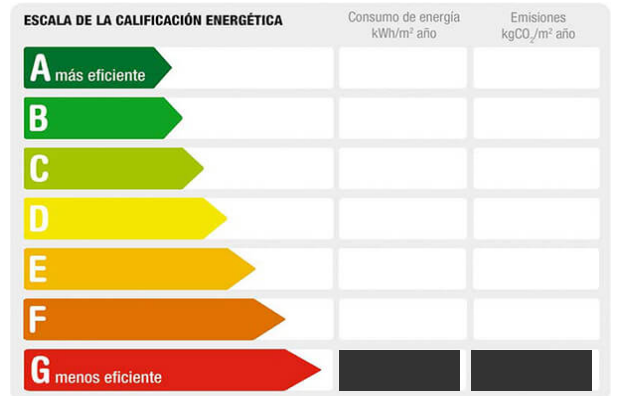 ESCALA DE LA CALIFICACIÓN ENERGÉTICA
Consumo de energía
kWh/m² año
Emisiones
kgCO₂/m² año
A más eficiente
B
C
D
E
F
G menos eficiente